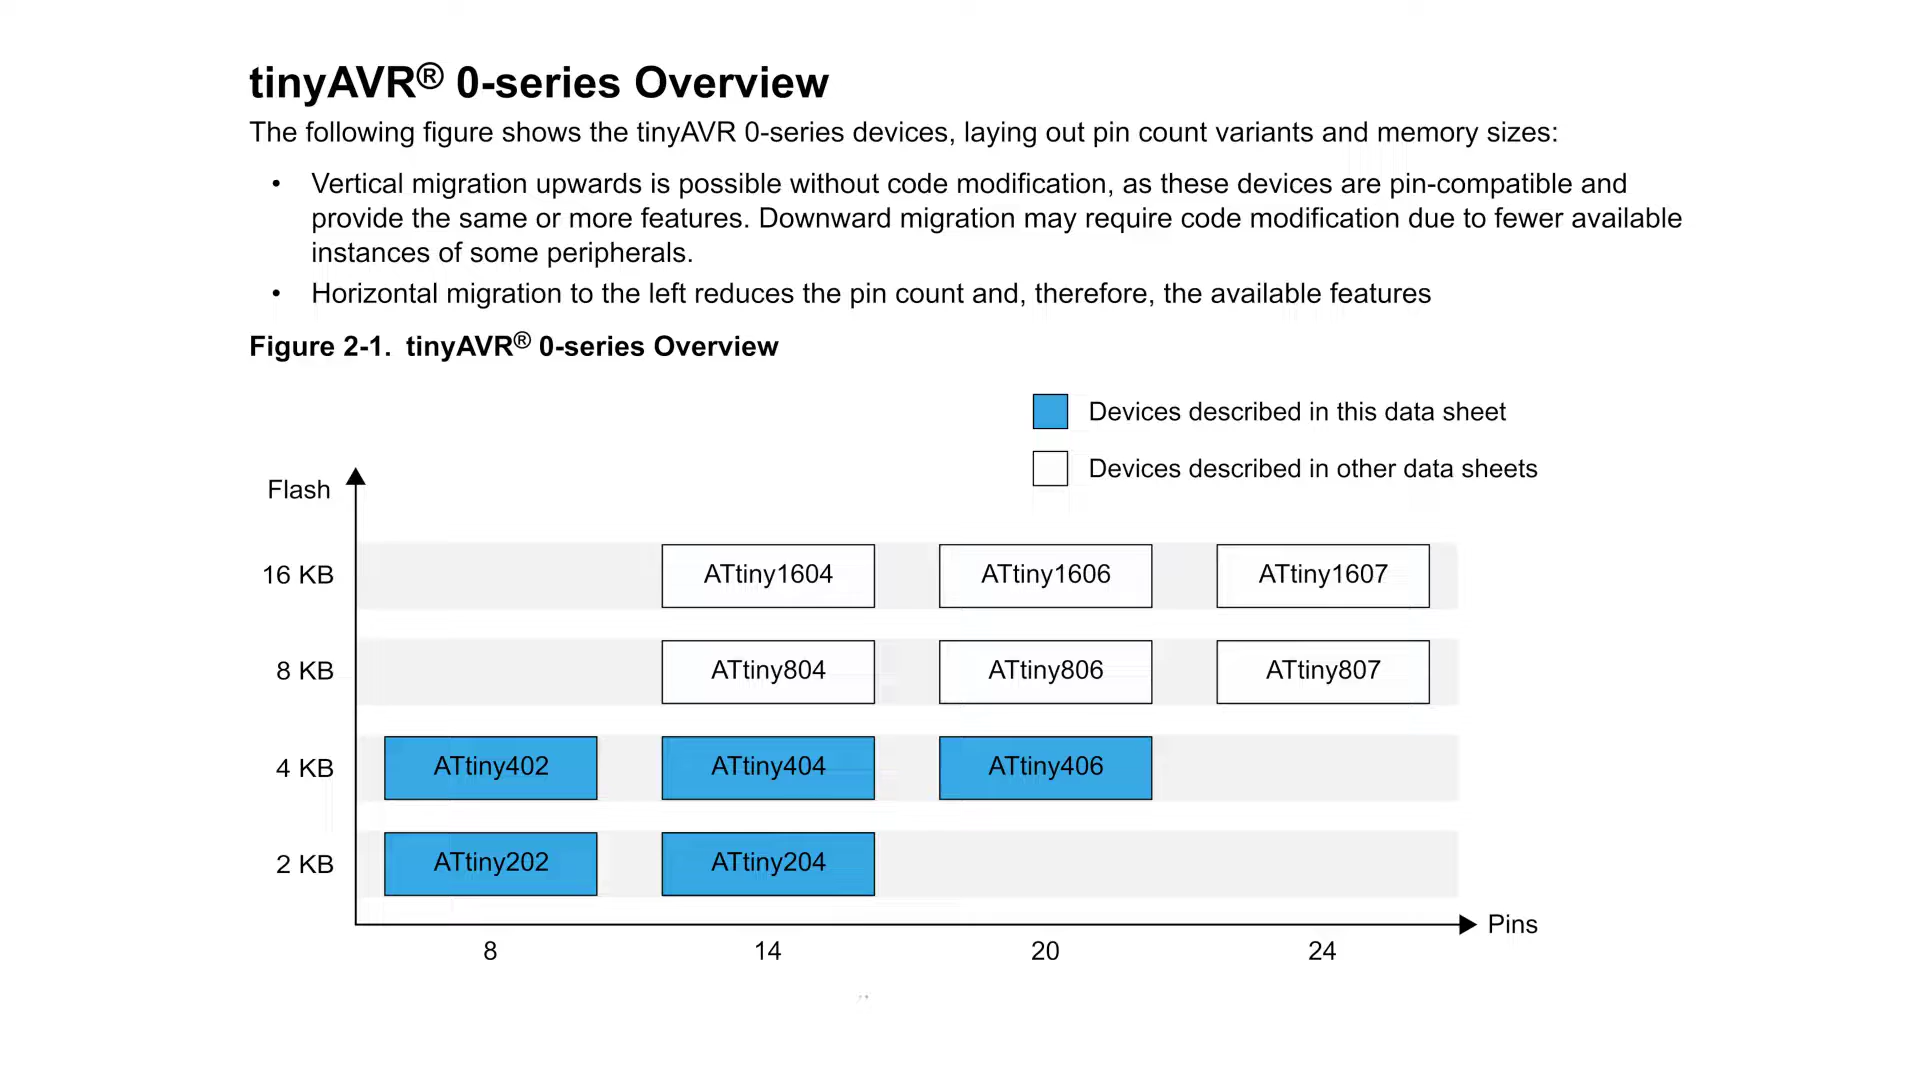 tinyAVR® 0-series Overview
The following figure shows the tinyAVR 0-series devices, laying out pin count variants and memory sizes:
• Vertical migration upwards is possible without code modification, as these devices are pin-compatible and
provide the same or more features. Downward migration may require code modification due to fewer available
instances of some peripherals.
• Horizontal migration to the left reduces the pin count and, therefore, the available features
Figure 2-1. tinyAVR® 0-series Overview
Devices described in this data sheet
Devices described in other data sheets
Flash
16 KB ATtiny1604 ATtiny1606 ATtiny1607
8 KB ATtiny804 ATtiny806 ATtiny807
4 KB ATtiny402 ATtiny404 ATtiny406
2 KB ATtiny202 ATtiny204
Pins
8 14 20 24